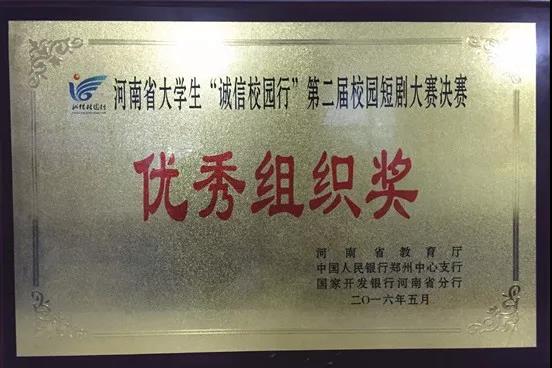 河南省大学生“诚信校园行”第二届校园短剧大赛决赛
诚信校园行
优秀组织奖
河南省教育厅
中国人民银行郑州中心支行
国家开发银行河南省分行
二〇一六年五月